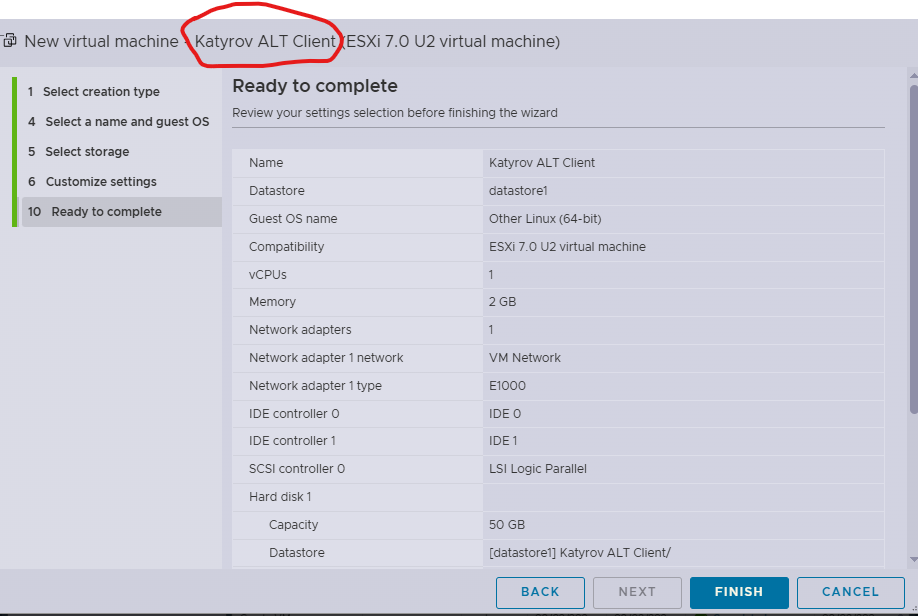 New virtual machine - Katyrov ALT Client (ESXi 7.0 U2 virtual machine)
1 Select creation type
4 Select a name and guest OS
5 Select storage
6 Customize settings
10 Ready to complete
Ready to complete
Review your settings selection before finishing the wizard
Name Katyrov ALT Client
Datastore datastore1
Guest OS name Other Linux (64-bit)
Compatibility ESXi 7.0 U2 virtual machine
vCPUs 1
Memory 2 GB
Network adapters 1
Network adapter 1 network VM Network
Network adapter 1 type E1000
IDE controller 0 IDE 0
IDE controller 1 IDE 1
SCSI controller 0 LSI Logic Parallel
Hard disk 1
Capacity 50 GB
Datastore [datastore1] Katyrov ALT Client/
BACK NEXT FINISH CANCEL